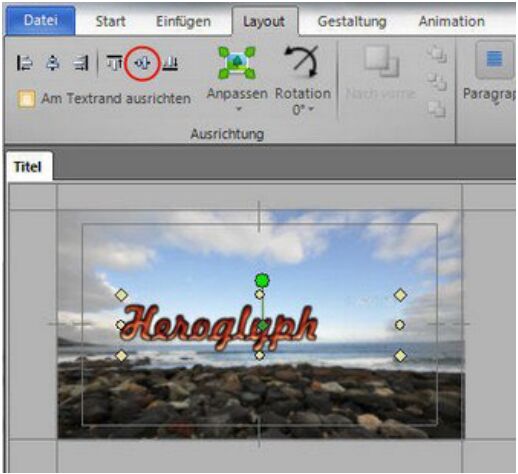 Datei Start Einfügen Layout Gestaltung Animation
Am Textrand ausrichten
Anpassen Rotation Nach vorne Paragrap
0°
Ausrichtung
Titel
Heroglyph